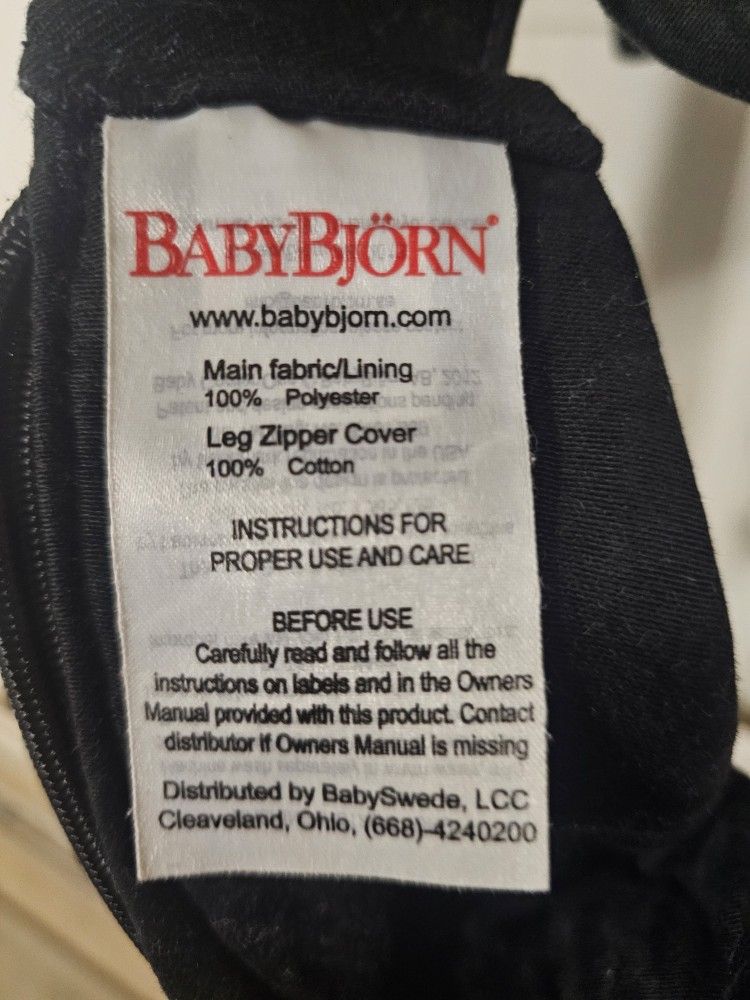 BABYBJÖRN®
www.babybjorn.com
Main fabric/Lining
100% Polyester
Leg Zipper Cover
100% Cotton
INSTRUCTIONS FOR
PROPER USE AND CARE
BEFORE USE
Carefully read and follow all the
instructions on labels and in the Owners
Manual provided with this product. Contact
distributor if Owners Manual is missing
Distributed by BabySwede, LCC
Cleaveland, Ohlo, (668)-4240200